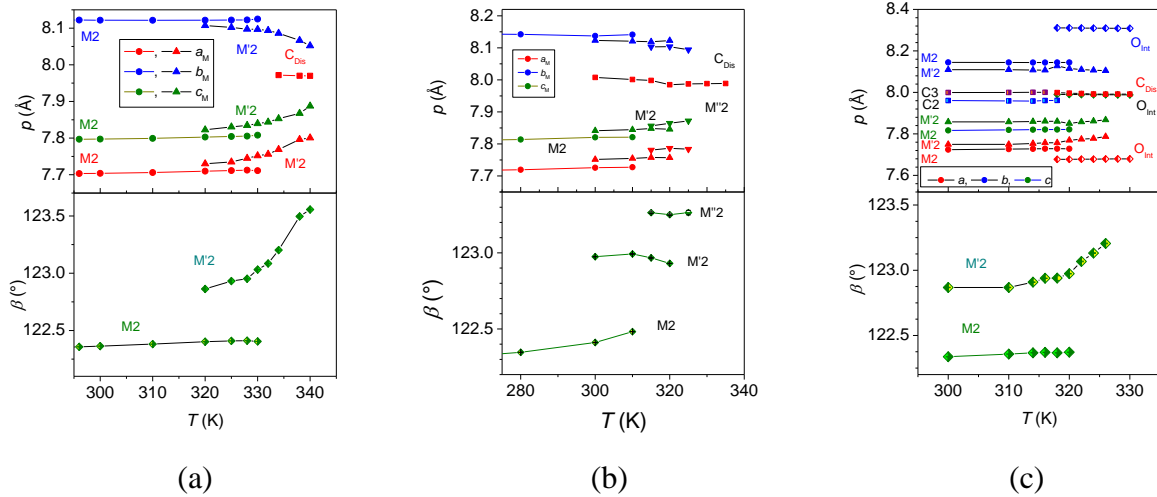 8.1
8.0
7.9
7.8
7.7
p (Å)
M2
M'2
C_Dis
, a_M
, b_M
, c_M
M2
M'2
M2
M'2
123.5
123.0
122.5
β (°)
M'2
M2
300 310 320 330 340
T (K)
(a)
8.2
8.1
8.0
7.9
7.8
7.7
p (Å)
a_M
b_M
c_M
C_Dis
M''2
M'2
M2
123.0
122.5
β (°)
M''2
M'2
M2
280 290 300 310 320 330 340
T (K)
(b)
8.4
8.2
8.0
7.8
7.6
p (Å)
O_Int
M2
M'2
C_Dis
C3
C2
O_Int
M'2
M2
M'2
M2
O_Int
a, b, c
123.5
123.0
122.5
β (°)
M'2
M2
300 310 320 330
T (K)
(c)